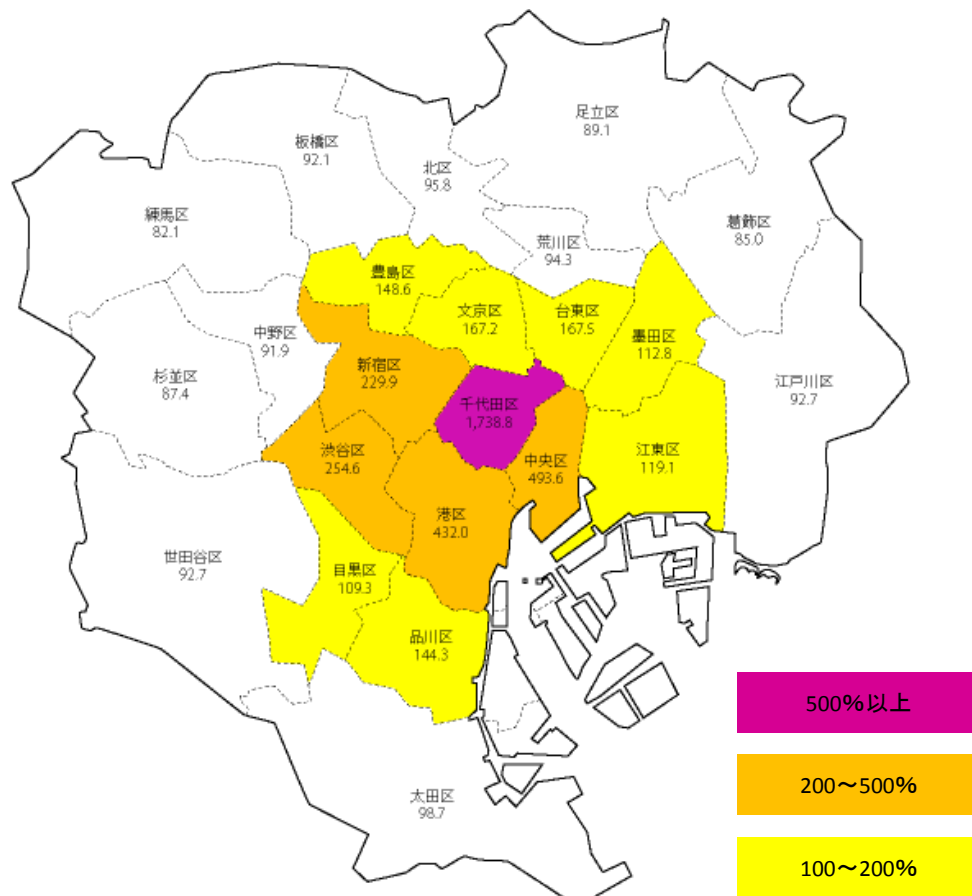 足立区
89.1
板橋区
92.1
北区
95.8
練馬区
82.1
葛飾区
85.0
荒川区
94.3
豊島区
148.6
文京区
167.2
台東区
167.5
墨田区
112.8
中野区
91.9
新宿区
229.9
杉並区
87.4
江戸川区
92.7
千代田区
1,738.8
渋谷区
254.6
中央区
493.6
江東区
119.1
港区
432.0
世田谷区
92.7
目黒区
109.3
品川区
144.3
太田区
98.7
500%以上
200〜500%
100〜200%